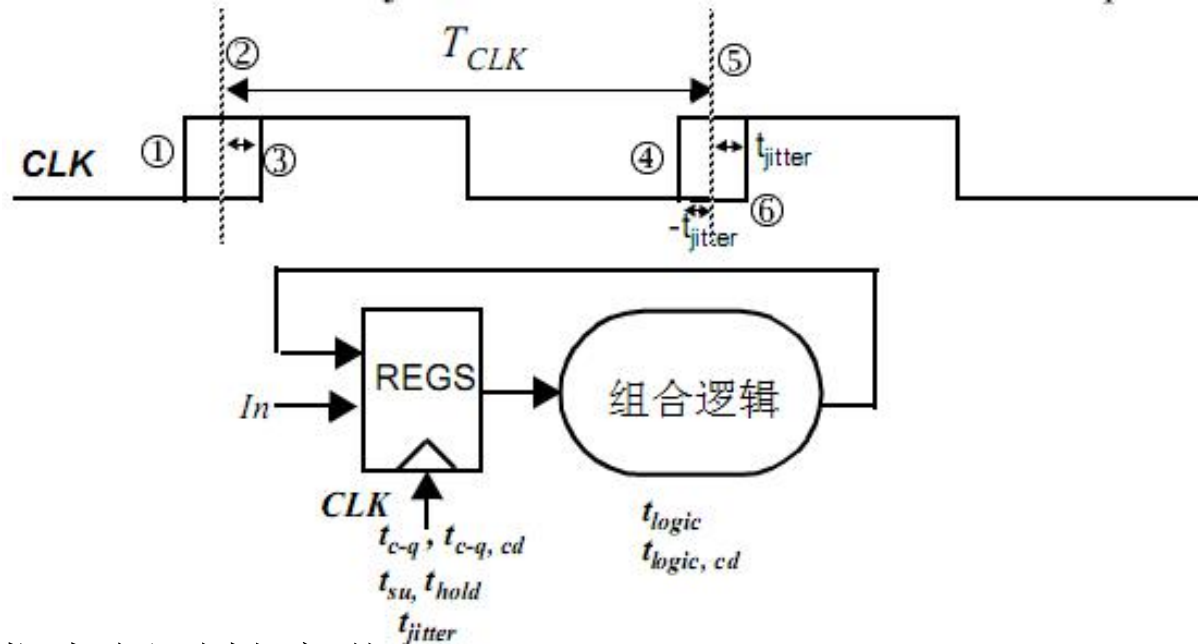 ② T_CLK ⑤
① CLK ③ ④ t_jitter
-t_jitter ⑥
REGS
In
组合逻辑
CLK
t_c-q, t_c-q, cd
t_logic
t_su, t_hold
t_logic, cd
t_jitter